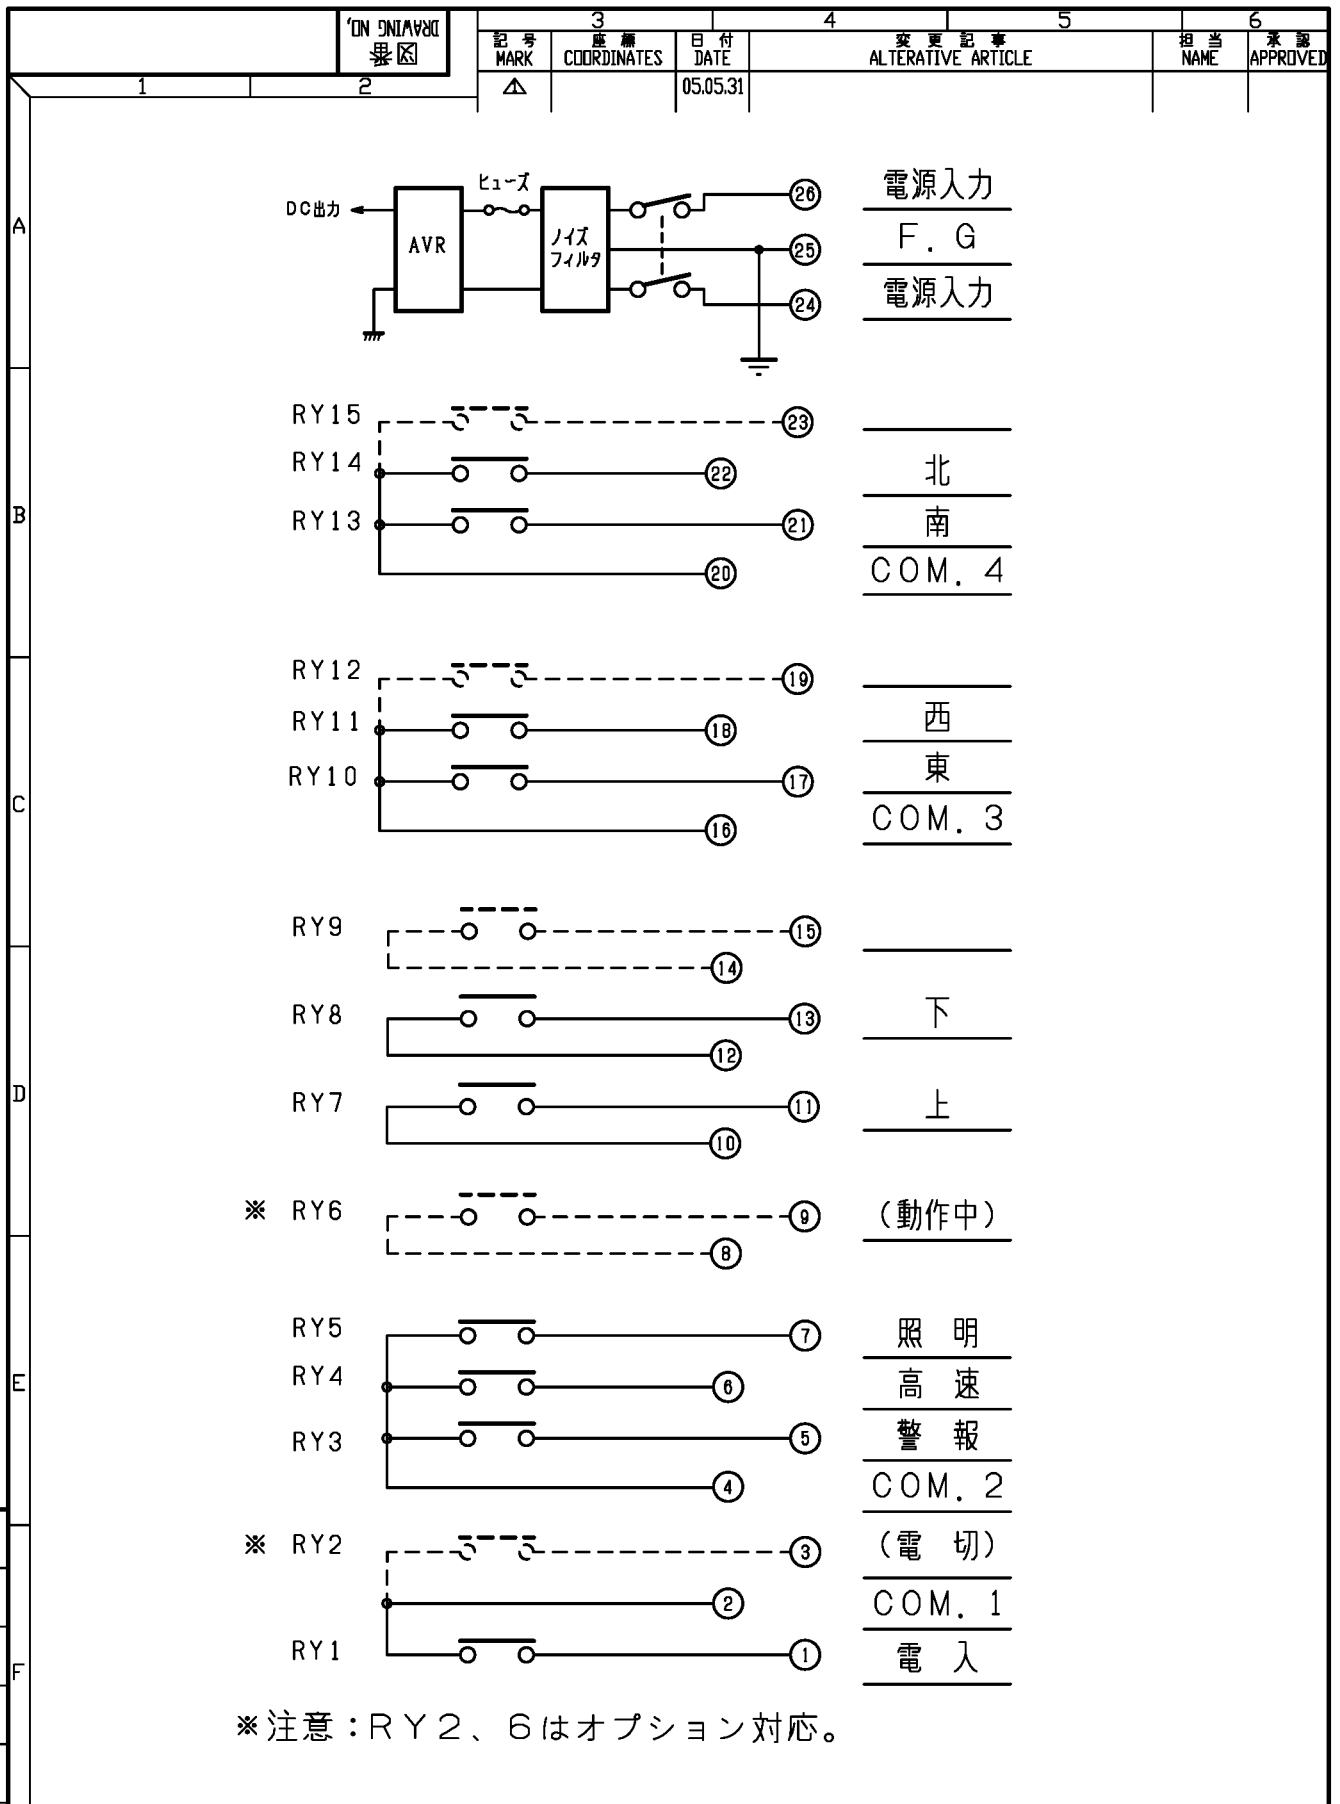 DRAWING NO,
図番
3 4 5 6
記号 座標 日付 変更記事 担当 承認
MARK COORDINATES DATE ALTERATIVE ARTICLE NAME APPROVED
1 2 1 05.05.31
A
DC出力 AVR ヒューズ ノイズ
フィルタ
26 電源入力
25 F.G
24 電源入力
RY15 23
RY14 22 北
B
RY13 21 南
20 COM.4
RY12 19
RY11 18 西
RY10 17 東
C
16 COM.3
RY9 15
14
RY8 13 下
12
D
RY7 11 上
10
※ RY6 9 (動作中)
8
RY5 7 照 明
E
RY4 6 高 速
RY3 5 警 報
4 COM.2
※ RY2 3 (電 切)
2 COM.1
F
RY1 1 電 入
※注意:RY2、6はオプション対応。